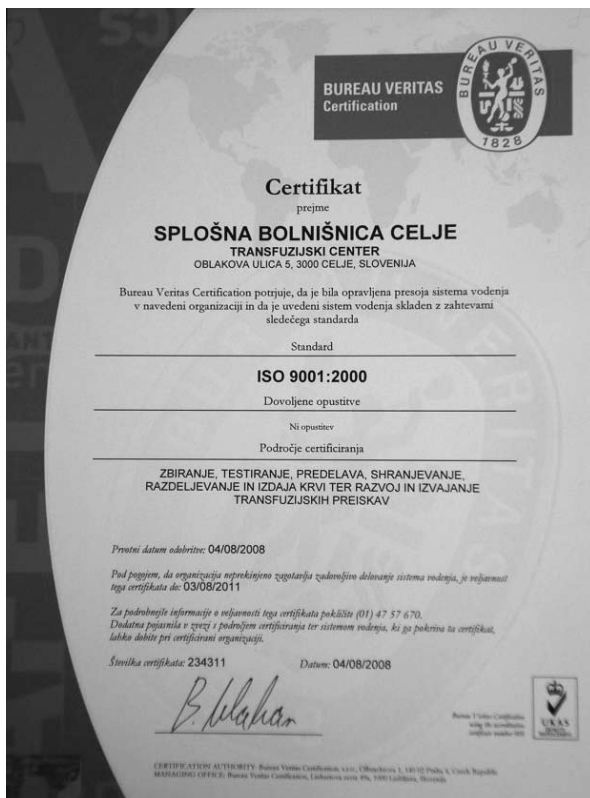 BUREAU VERITAS
Certification
BUREAU VERITAS
1828
Certifikat
prejme
SPLOŠNA BOLNIŠNICA CELJE
TRANSFUZIJSKI CENTER
OBLAKOVA ULICA 5, 3000 CELJE, SLOVENIJA
Bureau Veritas Certification potrjuje, da je bila opravljena presoja sistema vodenja
v navedeni organizaciji in da je uvedeni sistem vodenja skladen z zahtevami
sledečega standarda
Standard
ISO 9001:2000
Dovoljene opustitve
Ni opustitev
Področje certificiranja
ZBIRANJE, TESTIRANJE, PREDELAVA, SHRANJEVANJE,
RAZDELJEVANJE IN IZDAJA KRVI TER RAZVOJ IN IZVAJANJE
TRANSFUZIJSKIH PREISKAV
Prvotni datum odobritve: 04/08/2008
Pod pogojem, da organizacija neprekinjeno zagotavlja zadovoljivo delovanje sistema vodenja, je veljavnost
tega certifikata do: 03/08/2011
Za podrobnejše informacije o veljavnosti tega certifikata pokličite (01) 47 57 670.
Dodatna pojasnila v zvezi s področjem certificiranja ter sistemom vodenja, ki ga pokriva ta certifikat,
lahko dobite pri certificirani organizaciji.
Številka certifikata: 234311 Datum: 04/08/2008
UKAS
CERTIFICATION AUTHORITY: Bureau Veritas Certification, Czech Republic
MANAGING OFFICE: Bureau Veritas Certification, 1000 Ljubljana, Slovenija